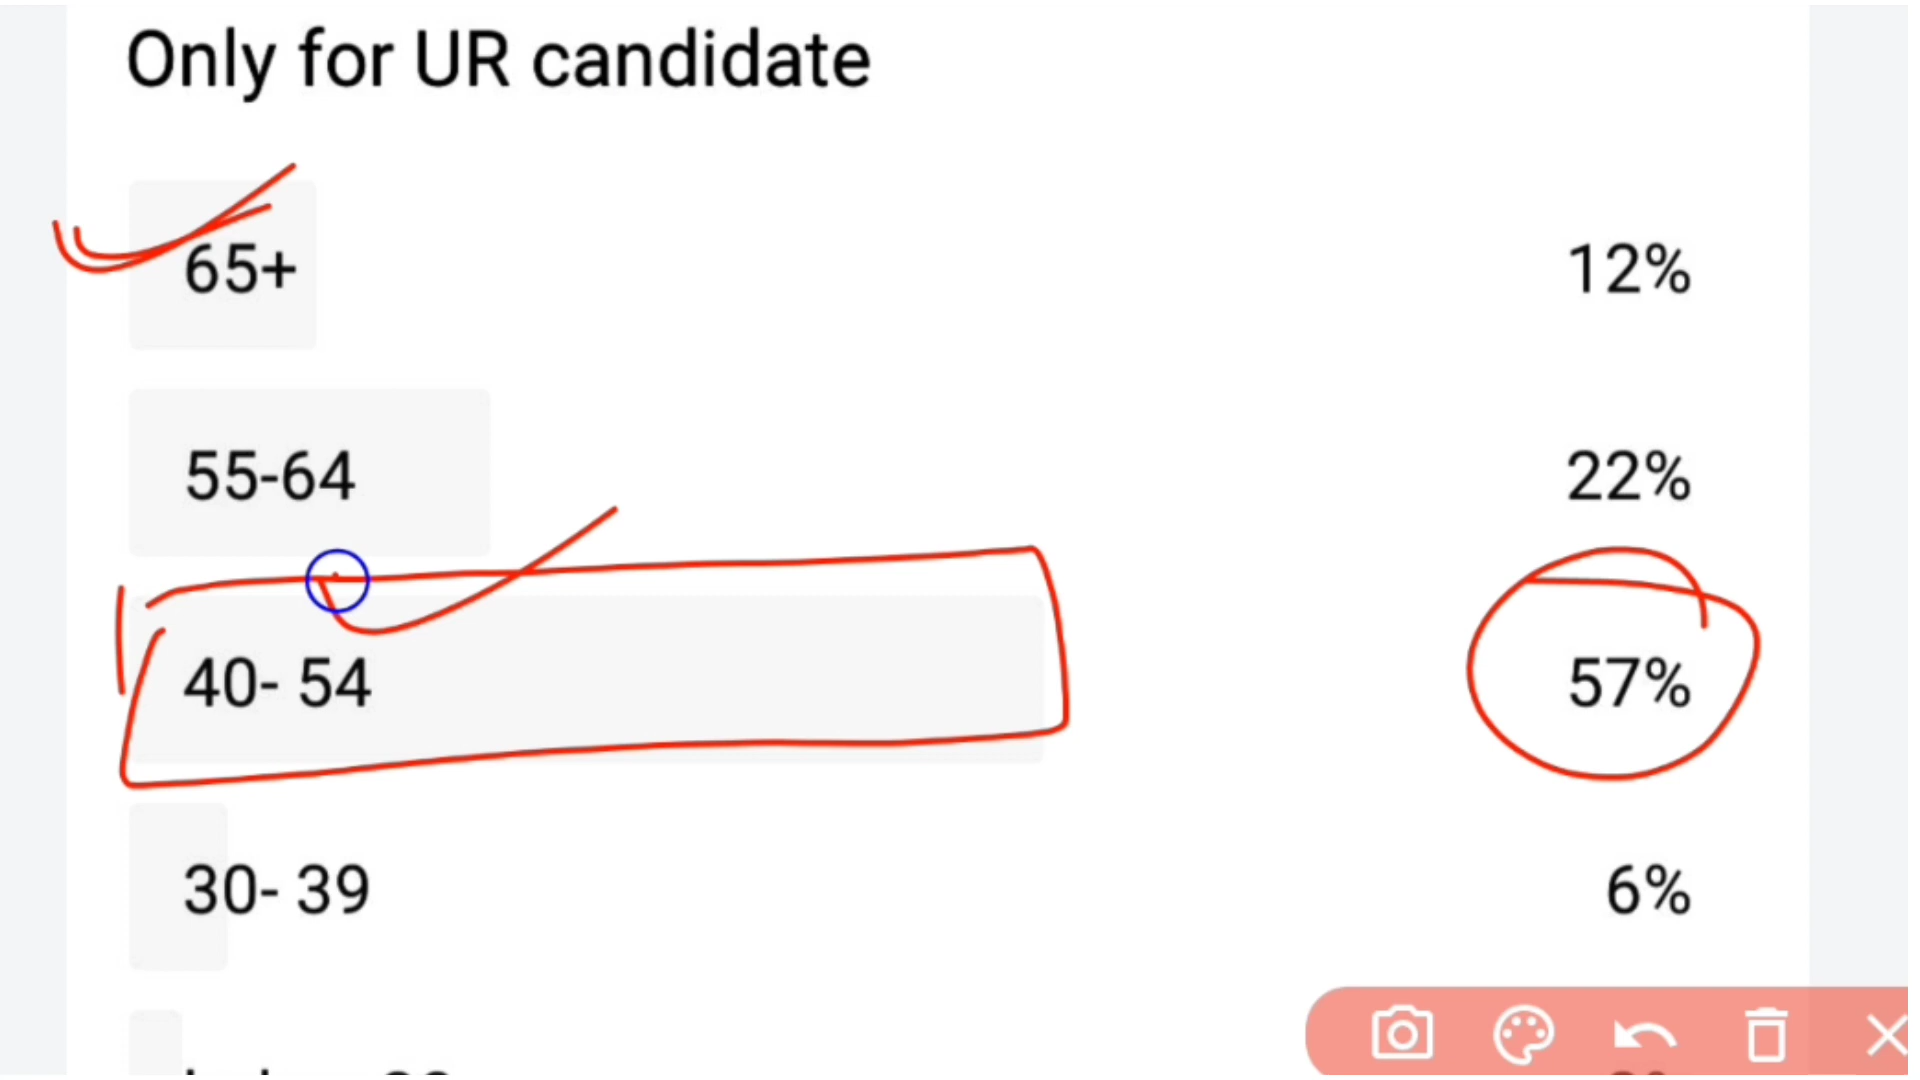 Only for UR candidate
65+ 12%
55-64 22%
40- 54 57%
30- 39 6%